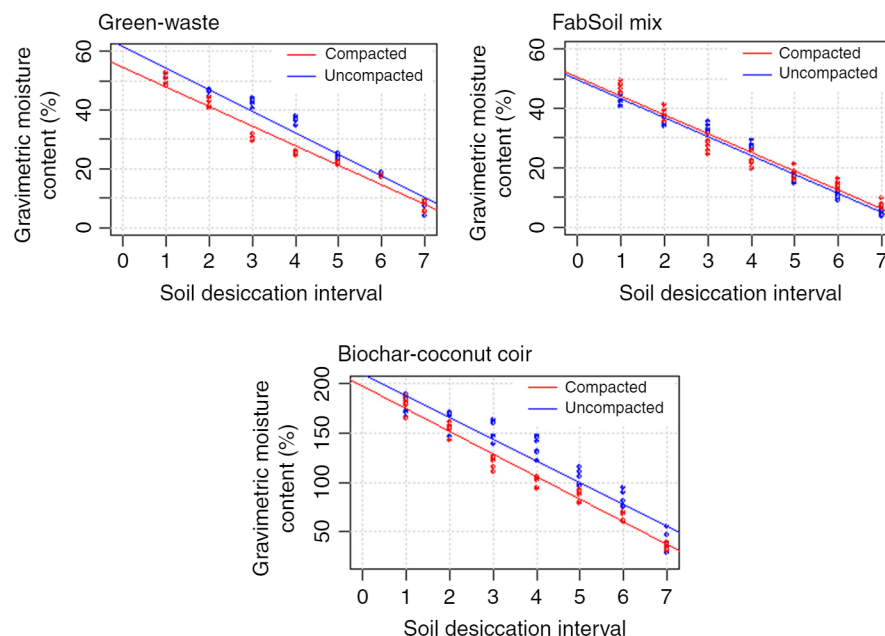 Green-waste
Gravimetric moisture
content (%)
60
40
20
0
Compacted
Uncompacted
0 1 2 3 4 5 6 7
Soil desiccation interval
FabSoil mix
Gravimetric moisture
content (%)
60
40
20
0
Compacted
Uncompacted
0 1 2 3 4 5 6 7
Soil desiccation interval
Biochar-coconut coir
Gravimetric moisture
content (%)
200
150
100
50
Compacted
Uncompacted
0 1 2 3 4 5 6 7
Soil desiccation interval